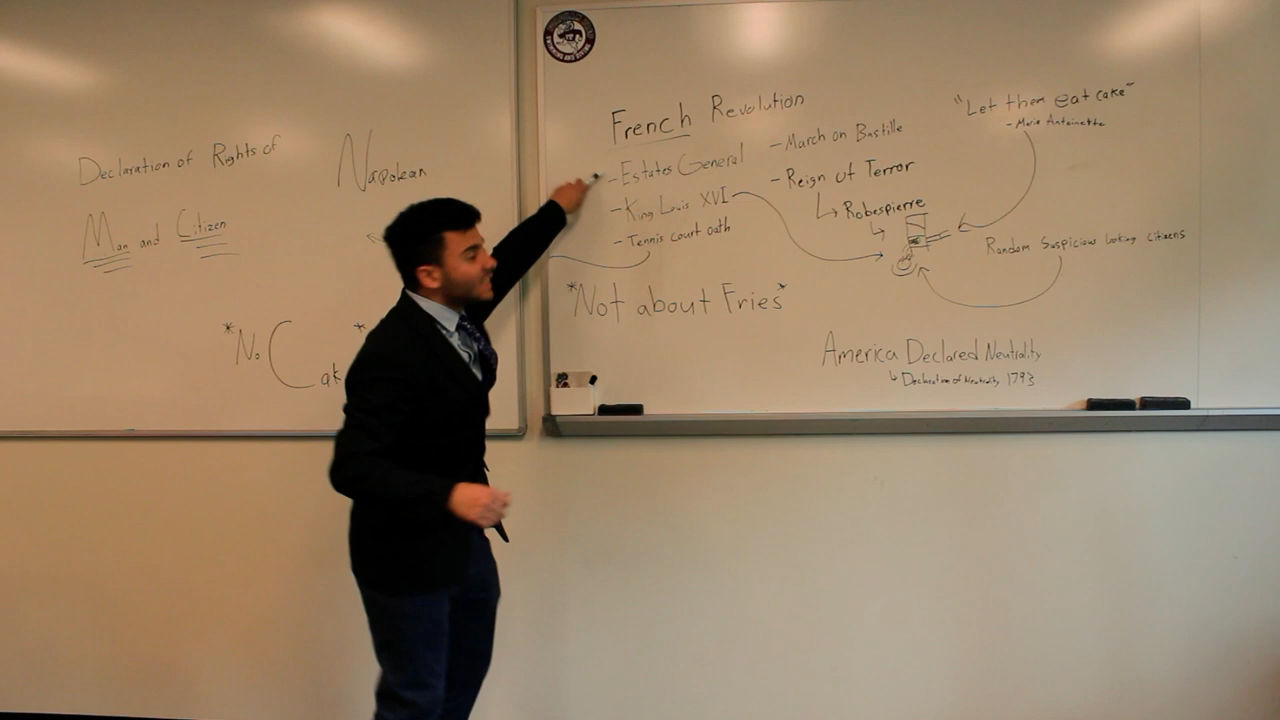 Declaration of Rights of
Man and Citizen
Napolean
*No Cak *
French Revolution
- Estates General
- King Louis XVI
- Tennis court oath
- March on Bastille
- Reign of Terror
Robespierre
"Let them eat cake"
- Marie Antoinette
Random Suspicious looking citizens
*Not about Fries*
America Declared Neutrality
Declaration of Neutrality 1793